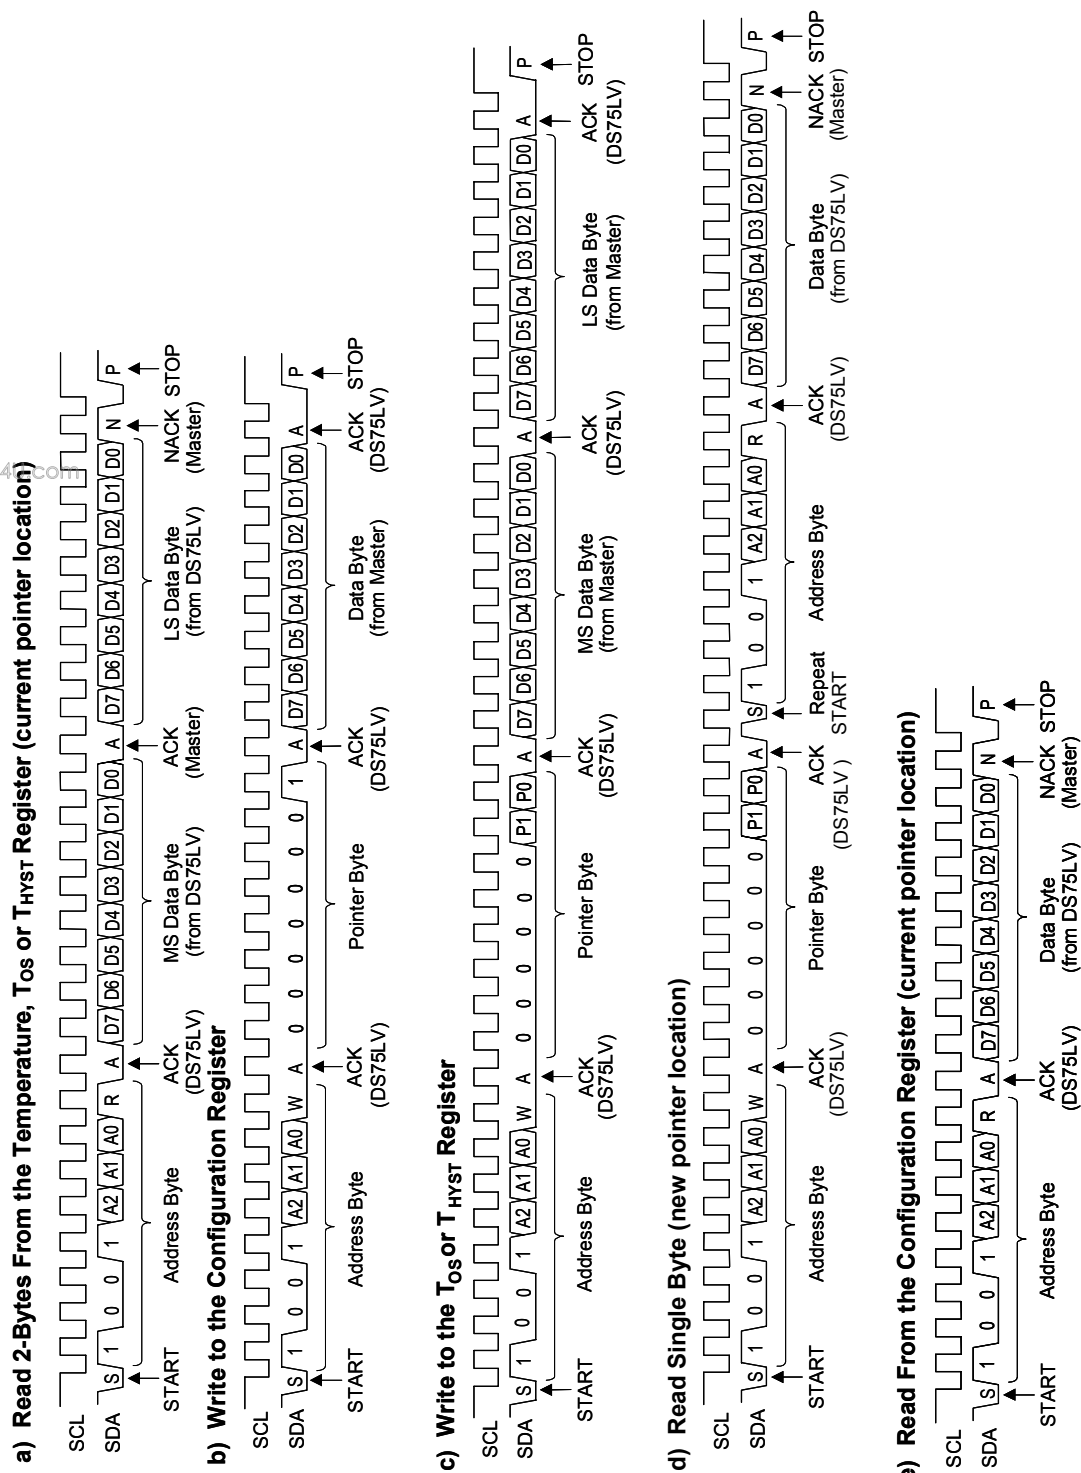 a) Read 2-Bytes From the Temperature, TOS or THYST Register (current pointer location)
SCL
SDA
S 1 0 0 1 A2 A1 A0 R A D7 D6 D5 D4 D3 D2 D1 D0 A D7 D6 D5 D4 D3 D2 D1 D0 N P
START
Address Byte
ACK
(DS75LV)
MS Data Byte
(from DS75LV)
ACK
(Master)
LS Data Byte
(from DS75LV)
NACK
(Master)
STOP
b) Write to the Configuration Register
SCL
SDA
S 1 0 0 1 A2 A1 A0 W A 0 0 0 0 0 0 0 1 A D7 D6 D5 D4 D3 D2 D1 D0 A P
START
Address Byte
ACK
(DS75LV)
Pointer Byte
ACK
(DS75LV)
Data Byte
(from Master)
ACK
(DS75LV)
STOP
c) Write to the TOS or THYST Register
SCL
SDA
S 1 0 0 1 A2 A1 A0 W A 0 0 0 0 0 0 P1 P0 A D7 D6 D5 D4 D3 D2 D1 D0 A D7 D6 D5 D4 D3 D2 D1 D0 A P
START
Address Byte
ACK
(DS75LV)
Pointer Byte
ACK
(DS75LV)
MS Data Byte
(from Master)
ACK
(DS75LV)
LS Data Byte
(from Master)
ACK
(DS75LV)
STOP
d) Read Single Byte (new pointer location)
SCL
SDA
S 1 0 0 1 A2 A1 A0 W A 0 0 0 0 0 0 P1 P0 A S 1 0 0 1 A2 A1 A0 R A D7 D6 D5 D4 D3 D2 D1 D0 N P
START
Address Byte
ACK
(DS75LV)
Pointer Byte
ACK
(DS75LV )
Repeat
START
Address Byte
ACK
(DS75LV)
Data Byte
(from DS75LV)
NACK
(Master)
STOP
e) Read From the Configuration Register (current pointer location)
SCL
SDA
S 1 0 0 1 A2 A1 A0 R A D7 D6 D5 D4 D3 D2 D1 D0 N P
START
Address Byte
ACK
(DS75LV)
Data Byte
(from DS75LV)
NACK
(Master)
STOP
4u.com